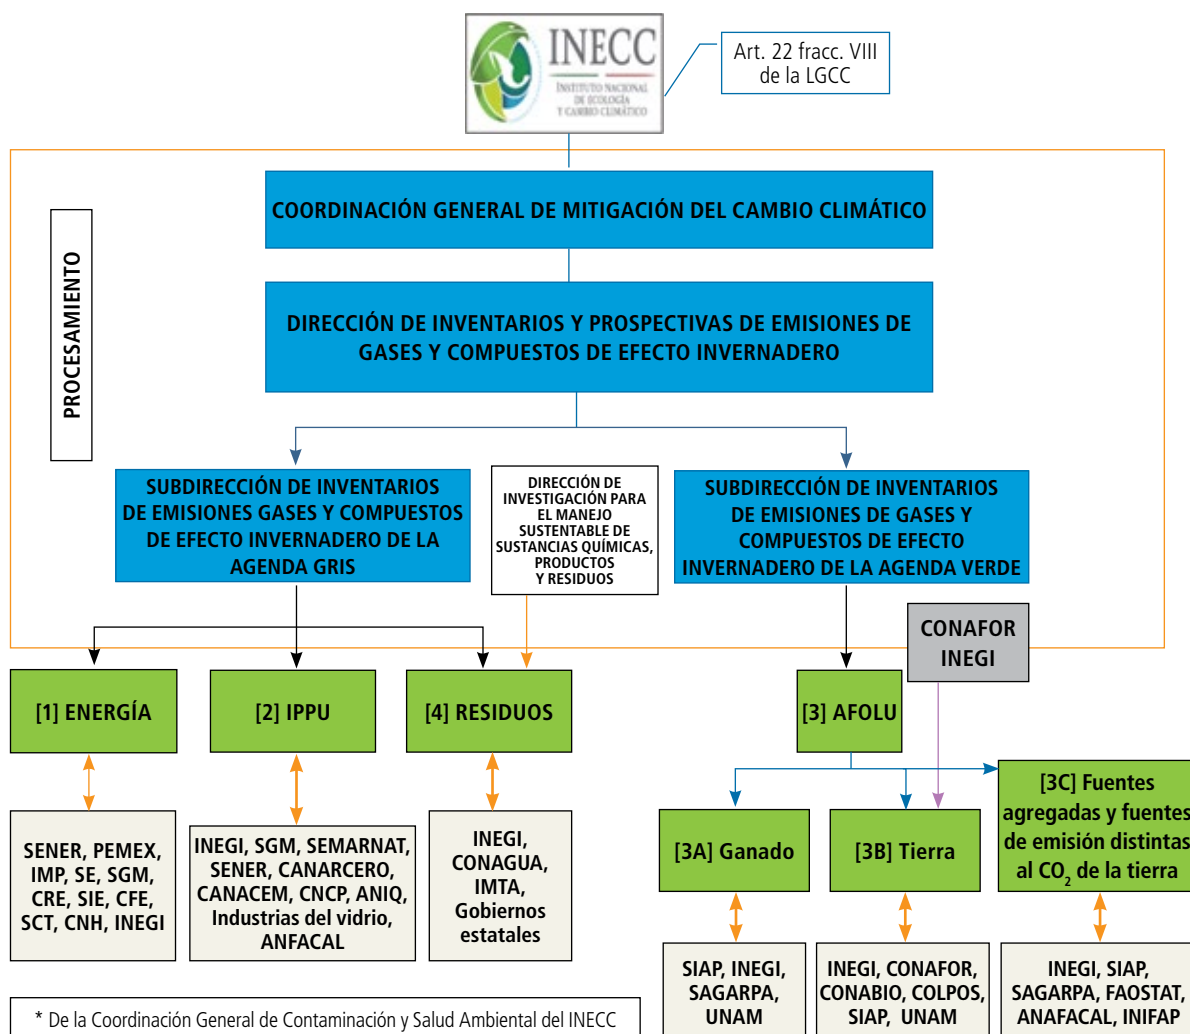 INECC
INSTITUTO NACIONAL
DE ECOLOGÍA
Y CAMBIO CLIMÁTICO
Art. 22 fracc. VIII
de la LGCC
PROCESAMIENTO
COORDINACIÓN GENERAL DE MITIGACIÓN DEL CAMBIO CLIMÁTICO
DIRECCIÓN DE INVENTARIOS Y PROSPECTIVAS DE EMISIONES DE
GASES Y COMPUESTOS DE EFECTO INVERNADERO
SUBDIRECCIÓN DE INVENTARIOS
DE EMISIONES GASES Y COMPUESTOS
DE EFECTO INVERNADERO DE LA
AGENDA GRIS
DIRECCIÓN DE
INVESTIGACIÓN PARA
EL MANEJO
SUSTENTABLE DE
SUSTANCIAS QUÍMICAS,
PRODUCTOS
Y RESIDUOS
SUBDIRECCIÓN DE INVENTARIOS
DE EMISIONES DE GASES Y
COMPUESTOS DE EFECTO
INVERNADERO DE LA AGENDA VERDE
CONAFOR
INEGI
[1] ENERGÍA
[2] IPPU
[4] RESIDUOS
[3] AFOLU
[3A] Ganado
[3B] Tierra
[3C] Fuentes
agregadas y fuentes
de emisión distintas
al CO₂ de la tierra
SENER, PEMEX,
IMP, SE, SGM,
CRE, SIE, CFE,
SCT, CNH, INEGI
INEGI, SGM, SEMARNAT,
SENER, CANARCERO,
CANACEM, CNCP, ANIQ,
Industrias del vidrio,
ANFACAL
INEGI,
CONAGUA,
IMTA,
Gobiernos
estatales
SIAP, INEGI,
SAGARPA,
UNAM
INEGI, CONAFOR,
CONABIO, COLPOS,
SIAP, UNAM
INEGI, SIAP,
SAGARPA, FAOSTAT,
ANAFACAL, INIFAP
* De la Coordinación General de Contaminación y Salud Ambiental del INECC